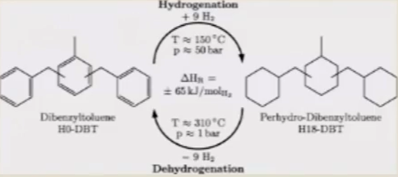 Hydrogenation
+ 9 H₂
T ≈ 150 °C
p ≈ 50 bar
ΔH_R =
± 65 kJ/mol_H₂
Dibenzyltoluene
H0-DBT
Perhydro-Dibenzyltoluene
H18-DBT
T ≈ 310 °C
p ≈ 1 bar
− 9 H₂
Dehydrogenation